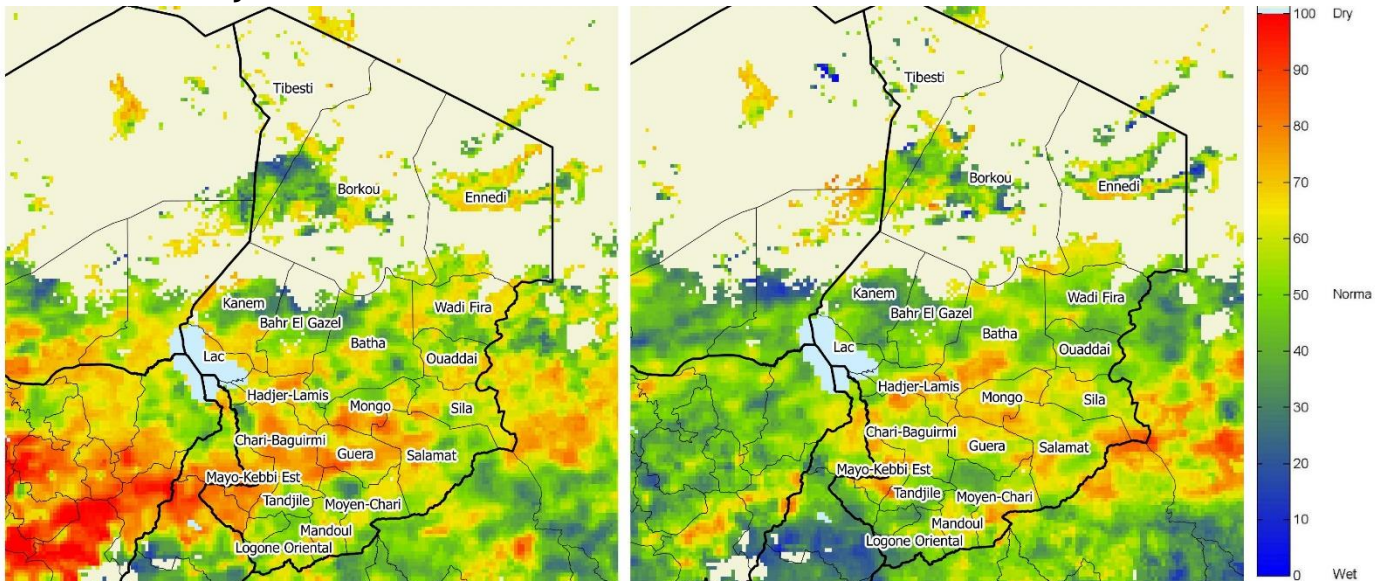 Tibesti
Borkou
Ennedi
Kanem
Wadi Fira
Bahr El Gazel
Batha
Lac
Ouaddai
Hadjer-Lamis
Mongo
Sila
Chari-Baguirmi
Guera
Salamat
Mayo-Kebbi Est
Tandjile
Moyen-Chari
Mandoul
Logone Oriental
Tibesti
Borkou
Ennedi
Kanem
Wadi Fira
Bahr El Gazel
Batha
Lac
Ouaddai
Hadjer-Lamis
Mongo
Sila
Chari-Baguirmi
Guera
Salamat
Mayo-Kebbi Est
Tandjile
Moyen-Chari
Mandoul
Logone Oriental
100 Dry
90
80
70
60
50 Norma
40
30
20
10
0 Wet